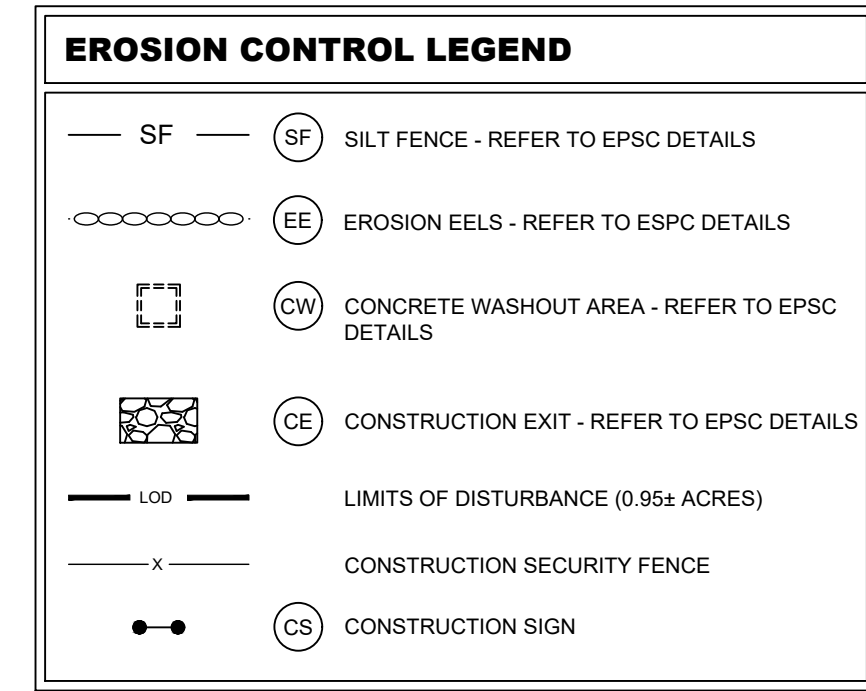 EROSION CONTROL LEGEND
SF SF SILT FENCE - REFER TO EPSC DETAILS
EE EROSION EELS - REFER TO ESPC DETAILS
CW CONCRETE WASHOUT AREA - REFER TO EPSC
DETAILS
CE CONSTRUCTION EXIT - REFER TO EPSC DETAILS
LOD LIMITS OF DISTURBANCE (0.95± ACRES)
X CONSTRUCTION SECURITY FENCE
CS CONSTRUCTION SIGN